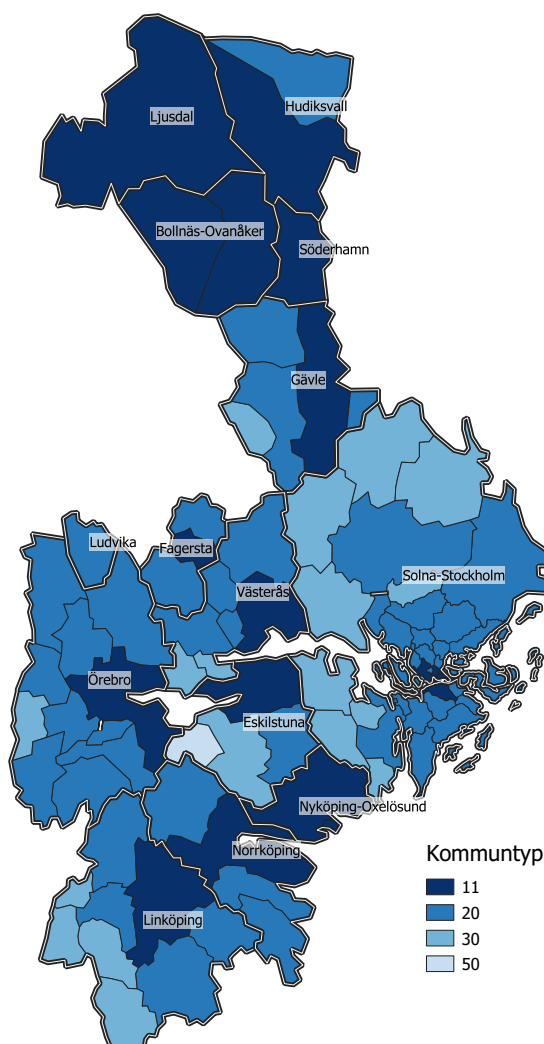 Hudiksvall
Ljusdal
Bollnäs-Ovanåker
Söderhamn
Gävle
Ludvika
Fagersta
Solna-Stockholm
Västerås
Örebro
Eskilstuna
Nyköping-Oxelösund
Norrköping
Linköping
Kommuntyp
11
20
30
50